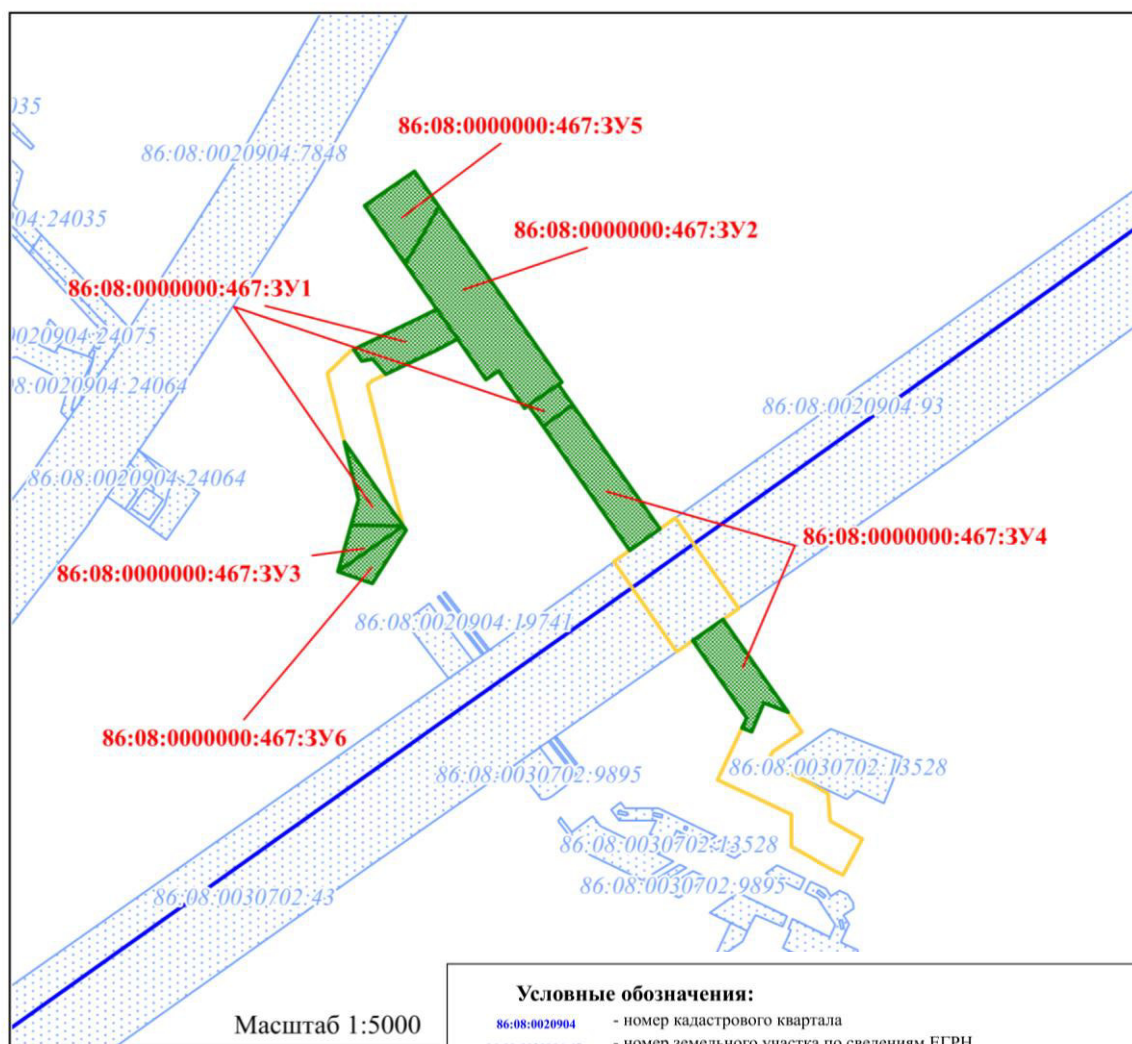 035
86:08:0000000:467:ЗУ5
86:08:0020904:7848
04:24035
86:08:0000000:467:ЗУ2
86:08:0000000:467:ЗУ1
0020904:24075
8:0020904:24064
86:08:0020904:93
86:08:0020904:24064
86:08:0000000:467:ЗУ4
86:08:0000000:467:ЗУ3
86:08:0020904:19741
86:08:0000000:467:ЗУ6
86:08:0030702:9895
86:08:0030702:13528
86:08:0030702:13528
86:08:0030702:9895
86:08:0030702:43
Условные обозначения:
Масштаб 1:5000
86:08:0020904 - номер кадастрового квартала
- номер земельного участка по сведениям ЕГРН